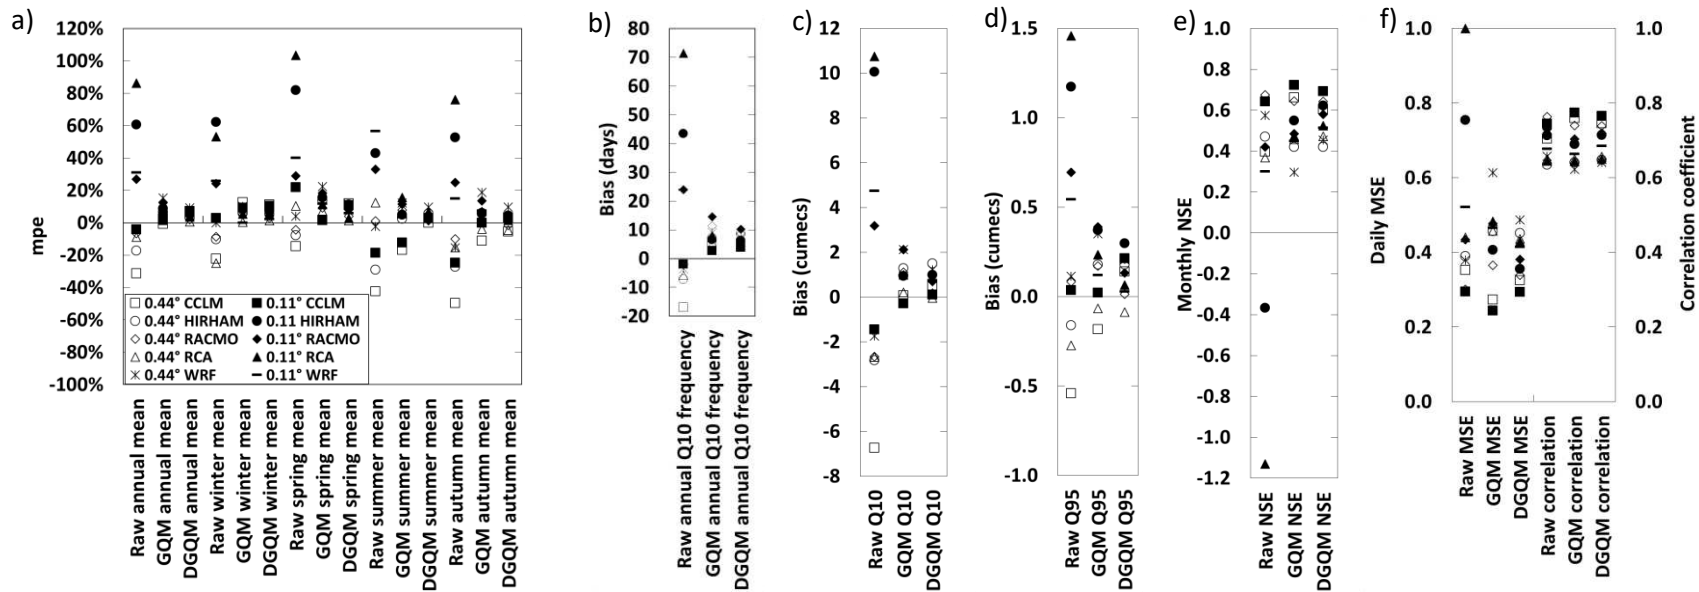 a)
120%
100%
80%
60%
40%
20%
0%
-20%
-40%
-60%
-80%
-100%
mpe
0.44° CCLM
0.11° CCLM
0.44° HIRHAM
0.11 HIRHAM
0.44° RACMO
0.11° RACMO
0.44° RCA
0.11° RCA
0.44° WRF
0.11° WRF
Raw annual mean
GQM annual mean
DGQM annual mean
Raw winter mean
GQM winter mean
DGQM winter mean
Raw spring mean
GQM spring mean
DGQM spring mean
Raw summer mean
GQM summer mean
DGQM summer mean
Raw autumn mean
GQM autumn mean
DGQM autumn mean
b)
80
70
60
50
40
30
20
10
0
-10
-20
Bias (days)
Raw annual Q10 frequency
GQM annual Q10 frequency
DGQM annual Q10 frequency
c)
12
10
8
6
4
2
0
-2
-4
-6
-8
Bias (cumecs)
Raw Q10
GQM Q10
DGQM Q10
d)
1.5
1.0
0.5
0.0
-0.5
-1.0
Bias (cumecs)
Raw Q95
GQM Q95
DGQM Q95
e)
1.0
0.8
0.6
0.4
0.2
0.0
-0.2
-0.4
-0.6
-0.8
-1.0
-1.2
Monthly NSE
Raw NSE
GQM NSE
DGQM NSE
f)
1.0
0.8
0.6
0.4
0.2
0.0
Daily MSE
Raw MSE
GQM MSE
DGQM MSE
Raw correlation
GQM correlation
DGQM correlation
1.0
0.8
0.6
0.4
0.2
0.0
Correlation coefficient